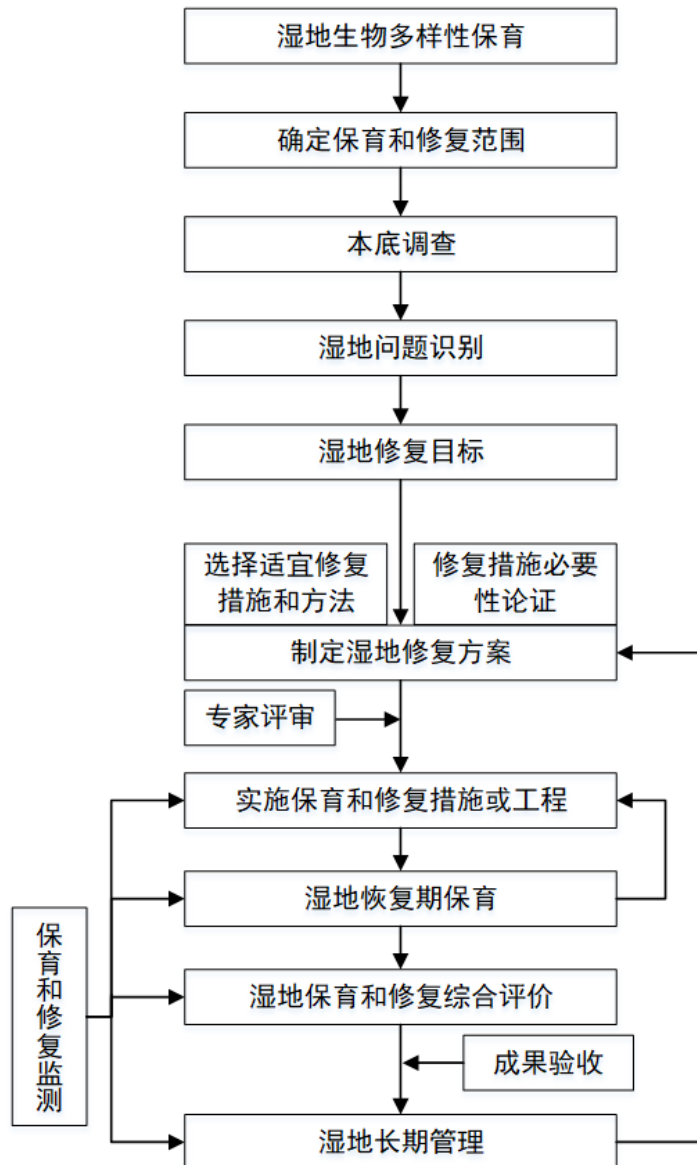 湿地生物多样性保育
确定保育和修复范围
本底调查
湿地问题识别
湿地修复目标
选择适宜修复
措施和方法
修复措施必要
性论证
制定湿地修复方案
专家评审
实施保育和修复措施或工程
湿地恢复期保育
保育和修复监测
湿地保育和修复综合评价
成果验收
湿地长期管理